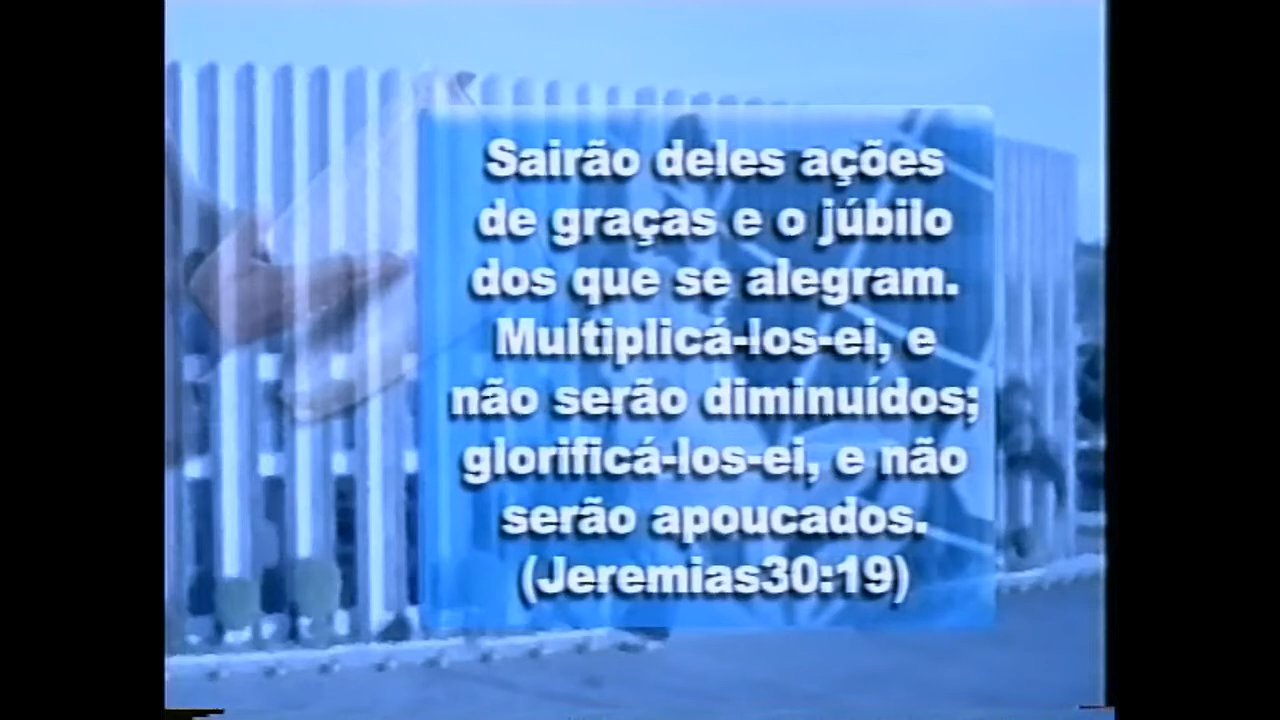 Sairão deles ações
de graças e o júbilo
dos que se alegram.
Multiplicá-los-ei, e
não serão diminuídos;
glorificá-los-ei, e não
serão apoucados.
(Jeremias30:19)